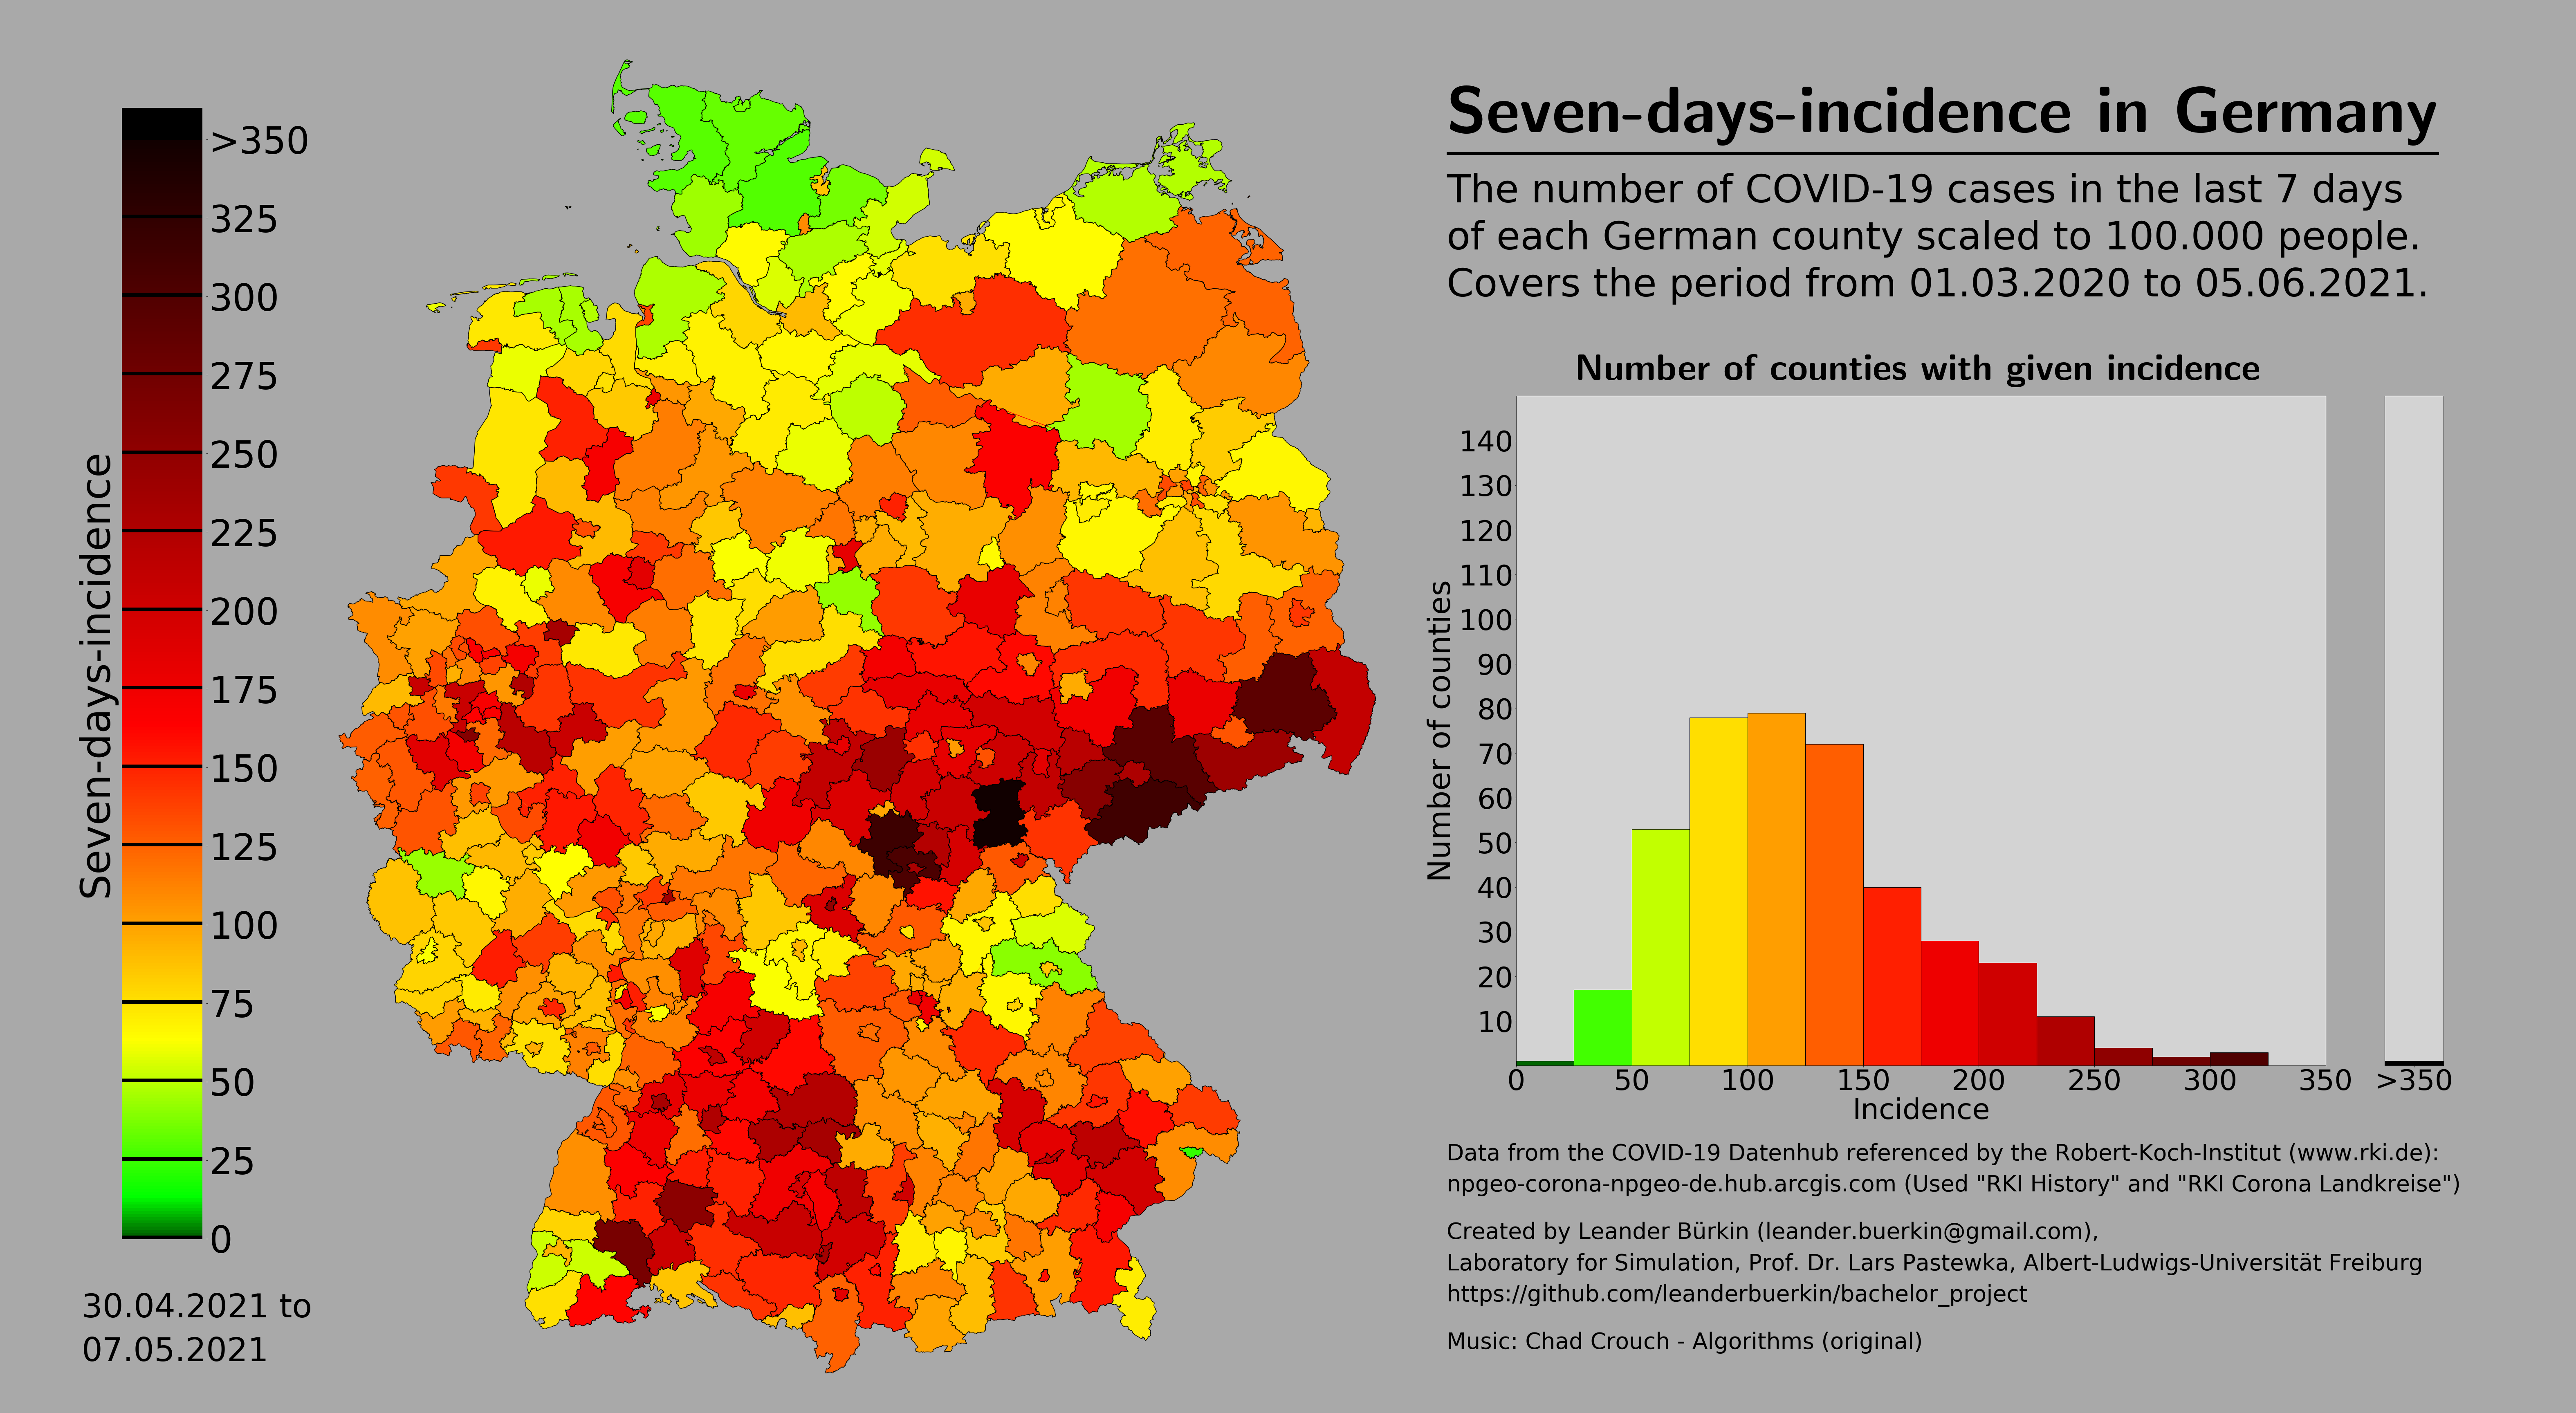 Seven-days-incidence in Germany
The number of COVID-19 cases in the last 7 days
of each German county scaled to 100.000 people.
Covers the period from 01.03.2020 to 05.06.2021.
Seven-days-incidence
>350
325
300
275
250
225
200
175
150
125
100
75
50
25
0
30.04.2021 to
07.05.2021
Number of counties with given incidence
Number of counties
140
130
120
110
100
90
80
70
60
50
40
30
20
10
0 50 100 150 200 250 300 350 >350
Incidence
Data from the COVID-19 Datenhub referenced by the Robert-Koch-Institut (www.rki.de):
npgeo-corona-npgeo-de.hub.arcgis.com (Used "RKI History" and "RKI Corona Landkreise")
Created by Leander Bürkin (leander.buerkin@gmail.com),
Laboratory for Simulation, Prof. Dr. Lars Pastewka, Albert-Ludwigs-Universität Freiburg
https://github.com/leanderbuerkin/bachelor_project
Music: Chad Crouch - Algorithms (original)